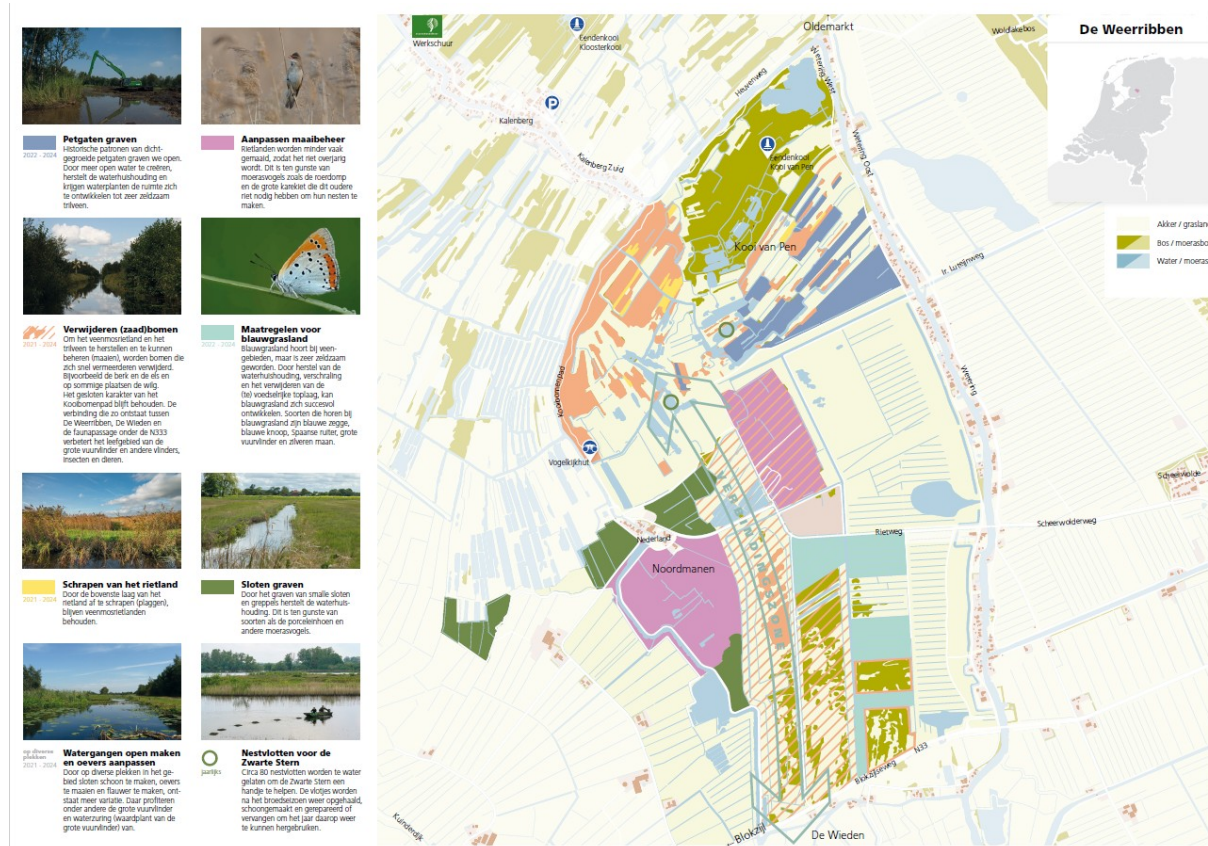 Petgraven graven
2022 - 2024
Historische patronen van dicht-
gegroeide petgaten graven we open.
Door meer open water te creëren,
herstelt de waterhuishouding en
krijgen waterplanten de ruimte zich
te ontwikkelen tot zeer zeldzaam
trilveen.
Aanpassen maaibeheer
Rietlanden worden minder vaak
gemaaid, zodat het riet overjarig
wordt. Dit is ten gunste van
moerasvogels zoals de roerdomp
en de grote karekiet die dit oudere
riet nodig hebben om hun nesten te
maken.
Verwijderen (zaad)bomen
2021 - 2024
Om het veenmosrietland en het
trilveen te herstellen en te kunnen
beheren (maaien), worden bomen die
zich snel vermeerderen verwijderd.
Bijvoorbeeld de berk en de els en
op sommige plaatsen de wilg.
Het gesloten karakter van het
Kooibomenpad blijft behouden. De
verbinding die zo ontstaat tussen
De Weerribben, De Wieden en
de faunapassage onder de N333
verbetert het leefgebied van de
grote vuurvlinder en andere vlinders,
insecten en dieren.
Maatregelen voor
blauwgrasland
2022 - 2024
Blauwgrasland hoort bij veen-
gebieden, maar is zeer zeldzaam
geworden. Door herstel van de
waterhuishouding, verschraling
en het verwijderen van de
(te) voedselrijke toplaag, kan
blauwgrasland zich succesvol
ontwikkelen. Soorten die horen bij
blauwgrasland zijn blauwe zegge,
blauwe knoop, Spaanse ruiter, grote
vuurvlinder en zilveren maan.
Schrapen van het rietland
2021 - 2024
Door de bovenste laag van het
rietland af te schrapen (plaggen),
blijven veenmosrietlanden
behouden.
Sloten graven
Door het graven van smalle sloten
en greppels herstelt de waterhuis-
houding. Dit is ten gunste van
soorten als de porceleinhoen en
andere moerasvogels.
op diverse
plekken
2021 - 2024
Watergangen open maken
en oevers aanpassen
Door op diverse plekken in het ge-
bied sloten schoon te maken, oevers
te maaien en flauwer te maken, ont-
staat meer variatie. Daar profiteren
onder andere de grote vuurvlinder
en waterzuring (waardplant van de
grote vuurvlinder) van.
jaarlijks
Nestvlotten voor de
Zwarte Stern
Circa 80 nestvlotten worden te water
gelaten om de Zwarte Stern een
handje te helpen. De vlotjes worden
na het broedseizoen weer opgehaald,
schoongemaakt en gerepareerd of
vervangen om het jaar daarop weer
te kunnen hergebruiken.
Werkschuur
Eendenkooi
Kloosterkooi
Oldemarkt
Woldlakebos
P
Kalenberg
Kalenberg Zuid
Heuvenweg
Wetering West
Wetering Oost
Eendenkooi
Kooi van Pen
Kooi van Pen
Ir. Luteijnweg
Wetering
Kooibomenpad
Vogelkijkhut
VERBINDINGSZONE
Nederland
Noordmanen
Rietweg
Scheerwolde
Scheerwolderweg
N33
Blokzijlseweg
Kuinderdijk
Blokzijl
De Wieden
De Weerribben
Akker / grasland
Bos / moerasbo
Water / moeras